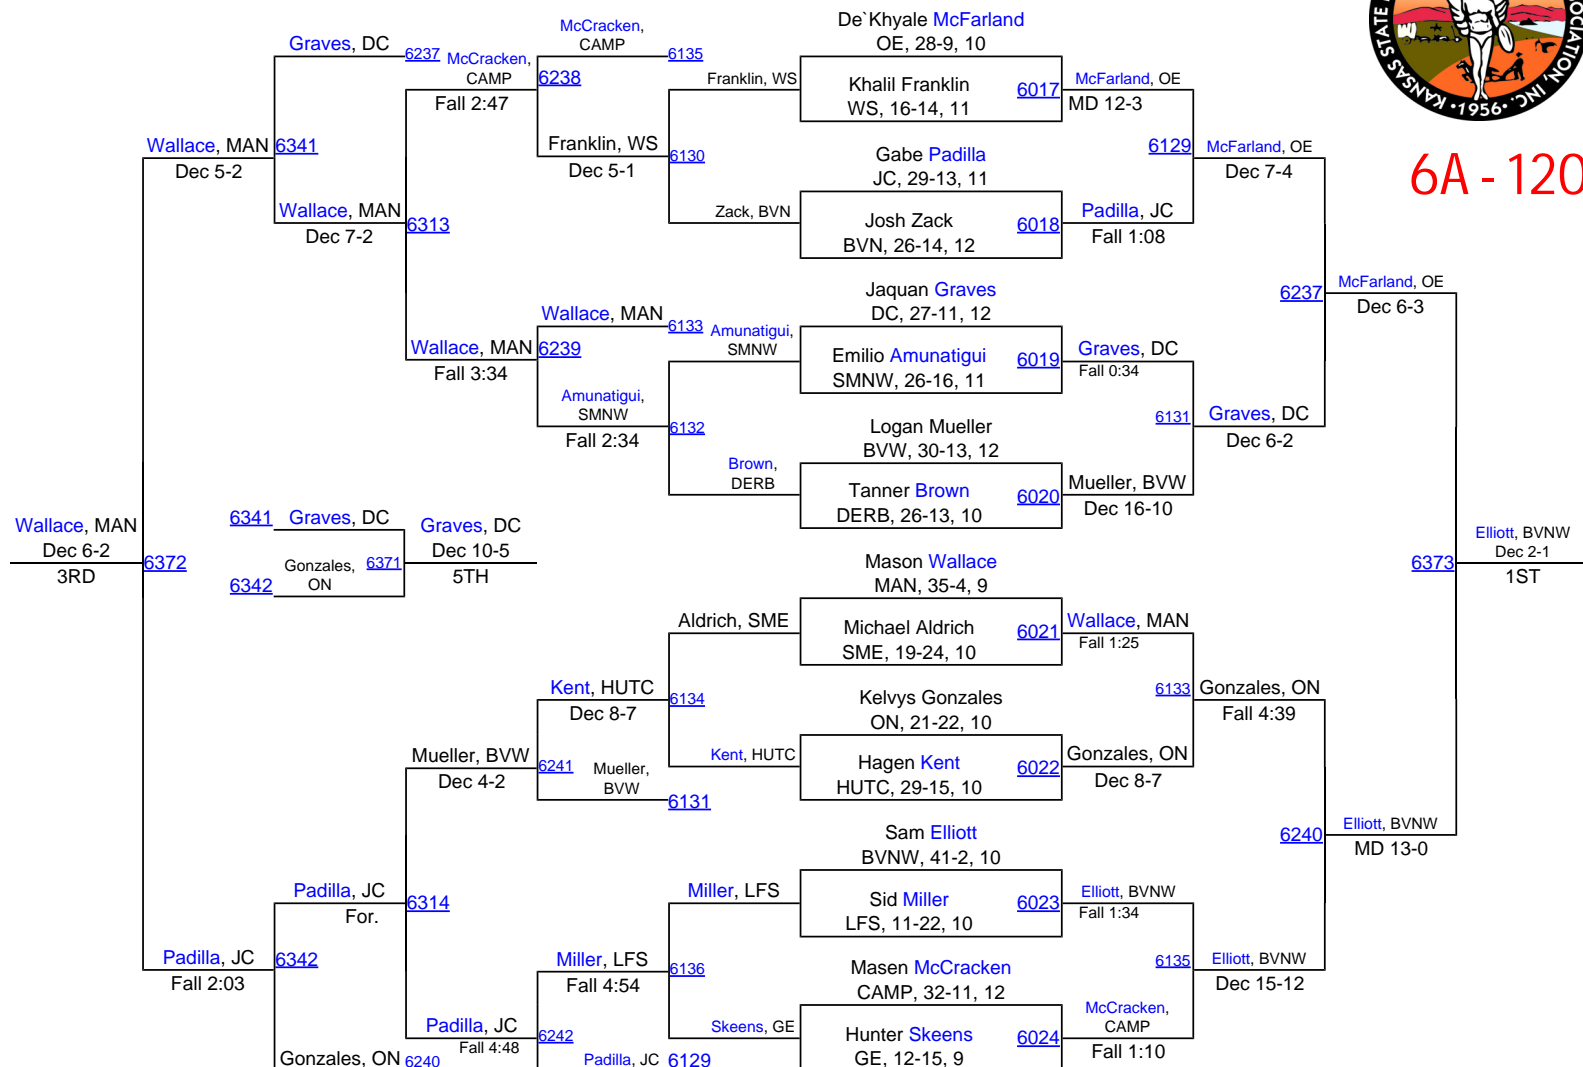 De`Khyale McFarland
OE, 28-9, 10
Khalil Franklin
WS, 16-14, 11
6017
McFarland, OE
MD 12-3
Gabe Padilla
JC, 29-13, 11
Josh Zack
BVN, 26-14, 12
6018
Padilla, JC
Fall 1:08
6129
McFarland, OE
Dec 7-4
Jaquan Graves
DC, 27-11, 12
Emilio Amunatigui
SMNW, 26-16, 11
6019
Graves, DC
Fall 0:34
Logan Mueller
BVW, 30-13, 12
Tanner Brown
DERB, 26-13, 10
6020
Mueller, BVW
Dec 16-10
6131
Graves, DC
Dec 6-2
6237
McFarland, OE
Dec 6-3
Mason Wallace
MAN, 35-4, 9
Michael Aldrich
SME, 19-24, 10
6021
Wallace, MAN
Fall 1:25
Kelvys Gonzales
ON, 21-22, 10
Hagen Kent
HUTC, 29-15, 10
6022
Gonzales, ON
Dec 8-7
6133
Gonzales, ON
Fall 4:39
Sam Elliott
BVNW, 41-2, 10
Sid Miller
LFS, 11-22, 10
6023
Elliott, BVNW
Fall 1:34
Masen McCracken
CAMP, 32-11, 12
Hunter Skeens
GE, 12-15, 9
6024
McCracken,
CAMP
Fall 1:10
6135
Elliott, BVNW
Dec 15-12
6240
Elliott, BVNW
MD 13-0
6373
Elliott, BVNW
Dec 2-1
1ST
KANSAS STATE
OCIATION, INC.
•1956•
6A - 120
Graves, DC
6237
McCracken,
CAMP
Fall 2:47
McCracken,
CAMP
6135
6238
Franklin, WS
Franklin, WS
Dec 5-1
6130
Zack, BVN
Wallace, MAN
Dec 5-2
6341
Wallace, MAN
Dec 7-2
6313
Wallace, MAN
6133
Wallace, MAN
Fall 3:34
6239
Amunatigui,
SMNW
Amunatigui,
SMNW
Fall 2:34
6132
Brown,
DERB
Wallace, MAN
Dec 6-2
3RD
6372
6341
Graves, DC
Gonzales,
ON
6342
6371
Graves, DC
Dec 10-5
5TH
Aldrich, SME
Kent, HUTC
Dec 8-7
6134
Kent, HUTC
Mueller, BVW
Dec 4-2
6241
Mueller,
BVW
6131
Padilla, JC
For.
6314
Miller, LFS
Miller, LFS
Fall 4:54
6136
Skeens, GE
Padilla, JC
Fall 2:03
6342
Padilla, JC
Fall 4:48
6242
Padilla, JC
6129
Gonzales, ON
6240